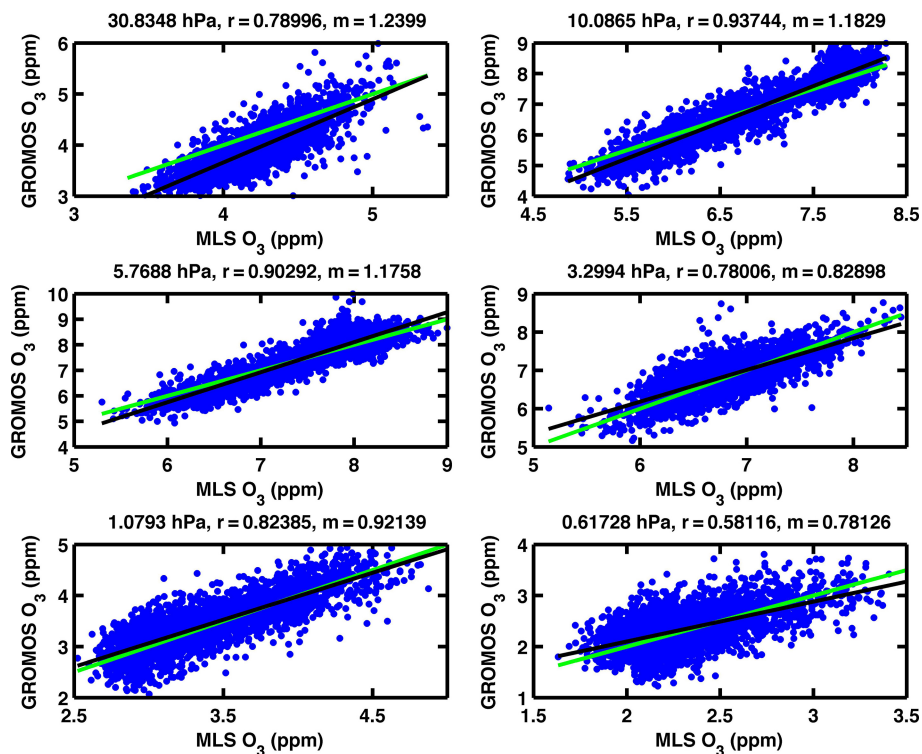 30.8348 hPa, r = 0.78996, m = 1.2399
GROMOS O3 (ppm)
6
5
4
3
3 4 5
MLS O3 (ppm)
10.0865 hPa, r = 0.93744, m = 1.1829
GROMOS O3 (ppm)
9
8
7
6
5
4
4.5 5.5 6.5 7.5 8.5
MLS O3 (ppm)
5.7688 hPa, r = 0.90292, m = 1.1758
GROMOS O3 (ppm)
10
9
8
7
6
5
4
5 6 7 8 9
MLS O3 (ppm)
3.2994 hPa, r = 0.78006, m = 0.82898
GROMOS O3 (ppm)
9
8
7
6
5
5 6 7 8
MLS O3 (ppm)
1.0793 hPa, r = 0.82385, m = 0.92139
GROMOS O3 (ppm)
5
4
3
2
2.5 3.5 4.5
MLS O3 (ppm)
0.61728 hPa, r = 0.58116, m = 0.78126
GROMOS O3 (ppm)
4
3
2
1
1.5 2 2.5 3 3.5
MLS O3 (ppm)